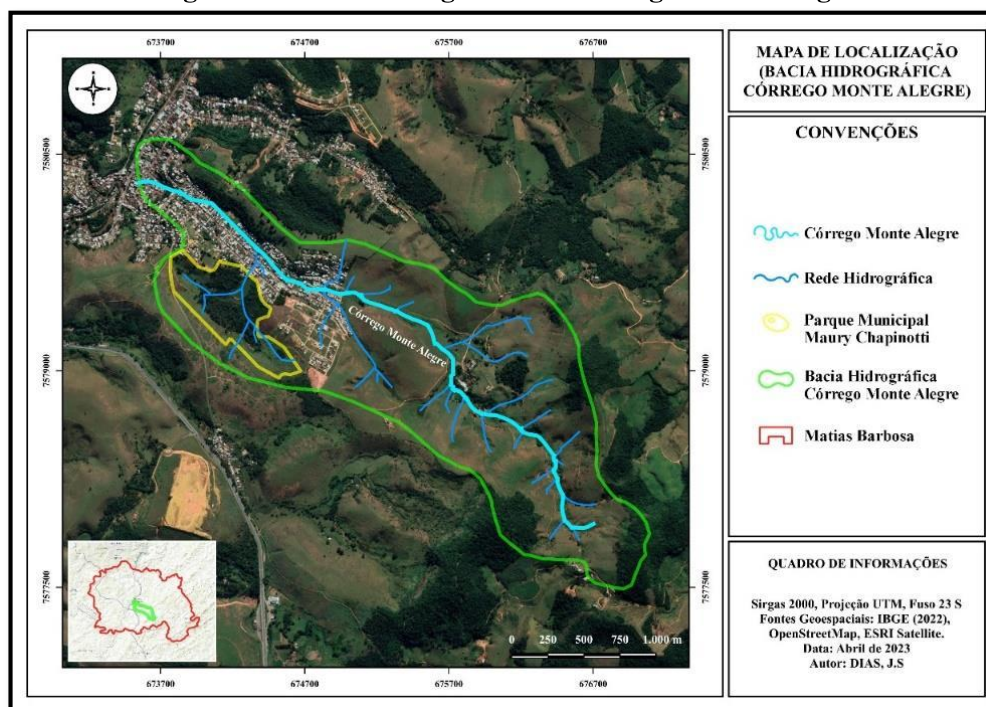 673700 674700 675700 676700
7580500
7579000
7577500
7580500
7579000
7577500
Córrego Monte Alegre
0 250 500 750 1.000 m
673700 674700 675700 676700
MAPA DE LOCALIZAÇÃO
(BACIA HIDROGRÁFICA
CÓRREGO MONTE ALEGRE)
CONVENÇÕES
Córrego Monte Alegre
Rede Hidrográfica
Parque Municipal
Maury Chapinotti
Bacia Hidrográfica
Córrego Monte Alegre
Matias Barbosa
QUADRO DE INFORMAÇÕES
Sirgas 2000, Projeção UTM, Fuso 23 S
Fontes Geoespaciais: IBGE (2022),
OpenStreetMap, ESRI Satellite.
Data: Abril de 2023
Autor: DIAS, J.S